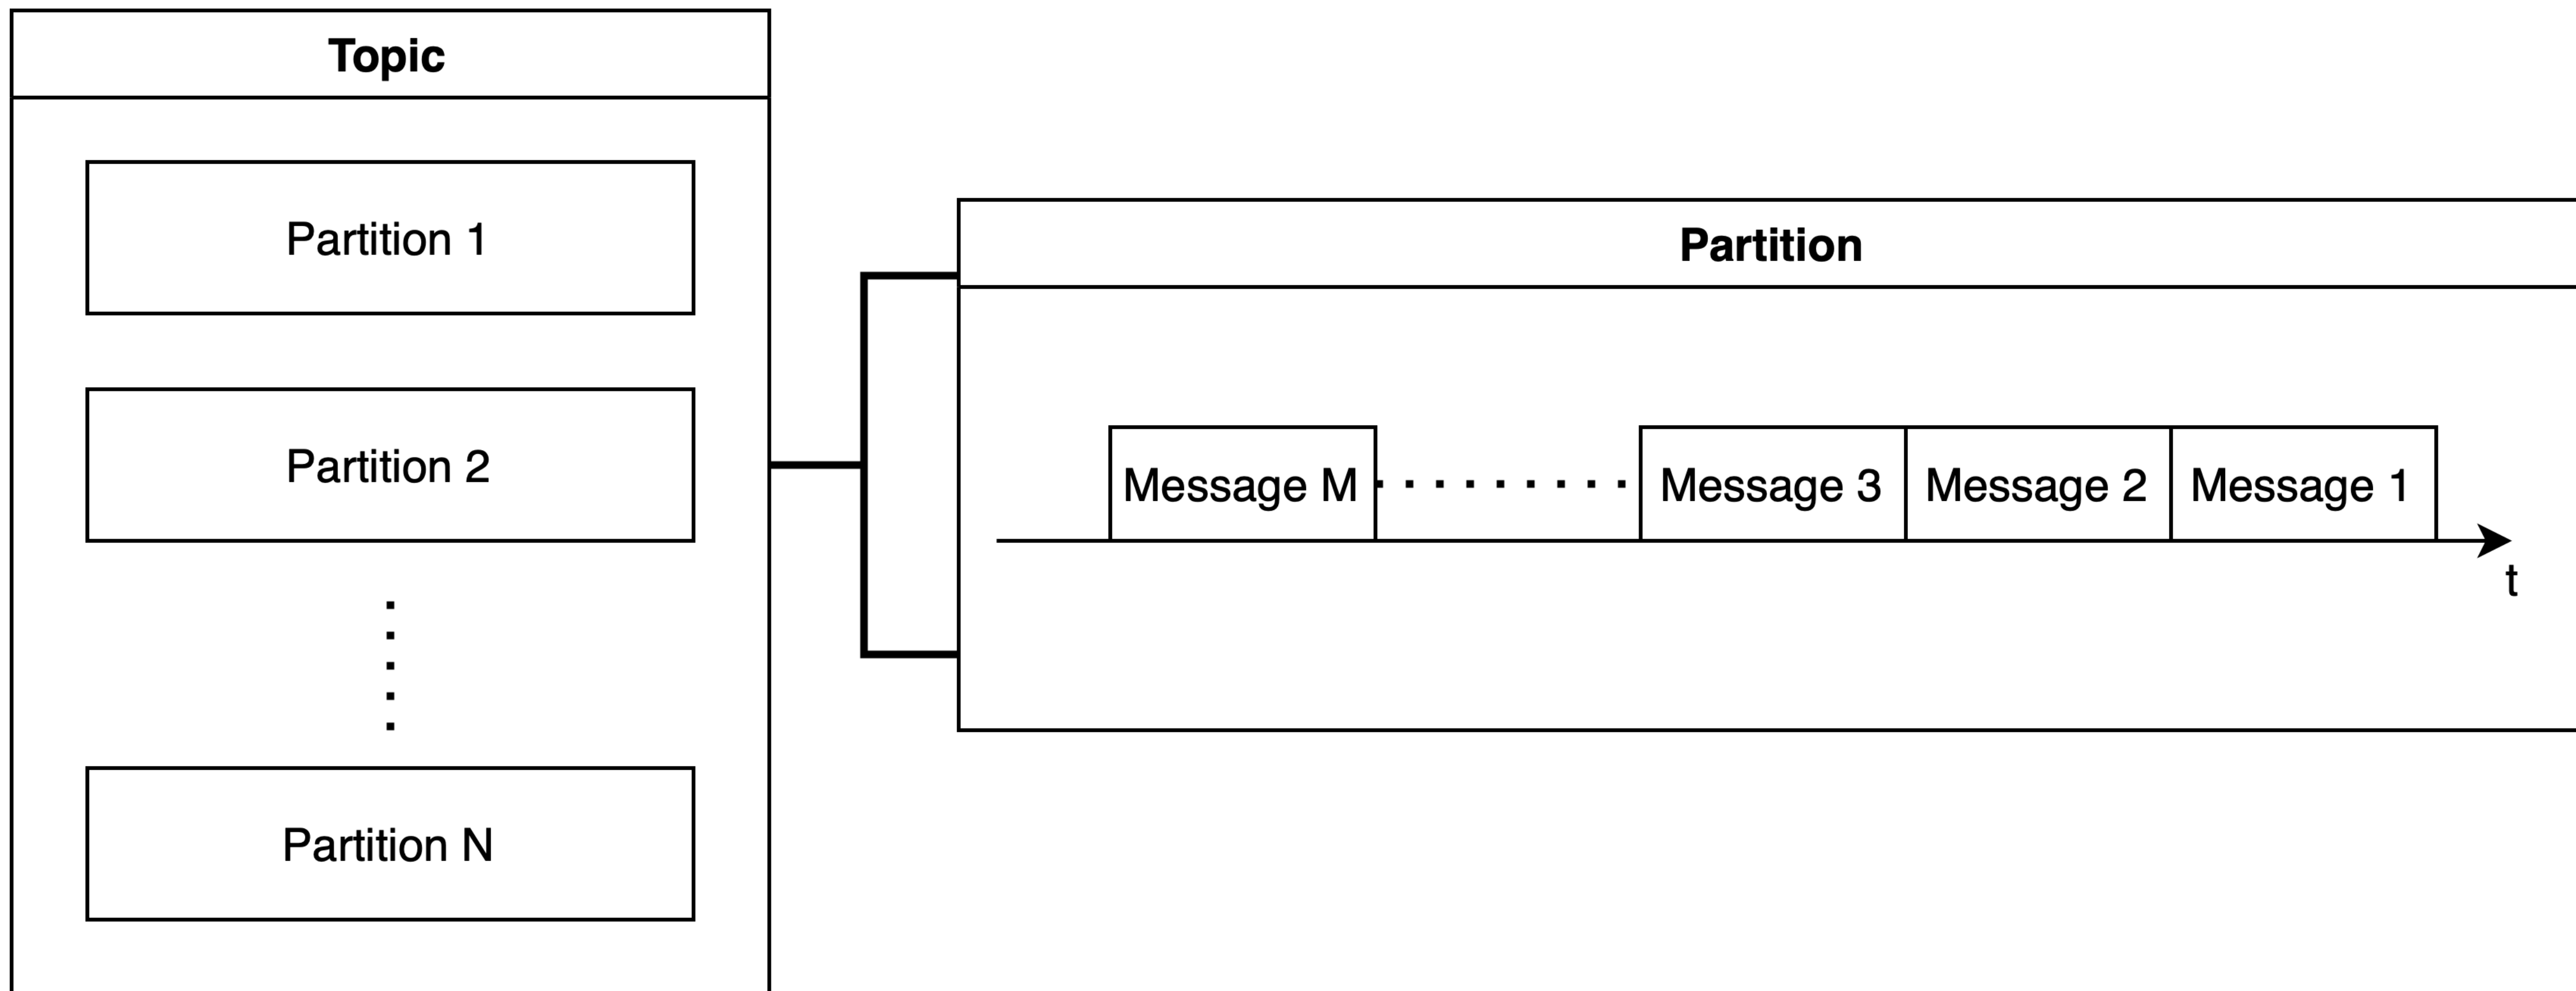 Topic
Partition 1
Partition 2
Partition N
Partition
Message M
Message 3
Message 2
Message 1
t